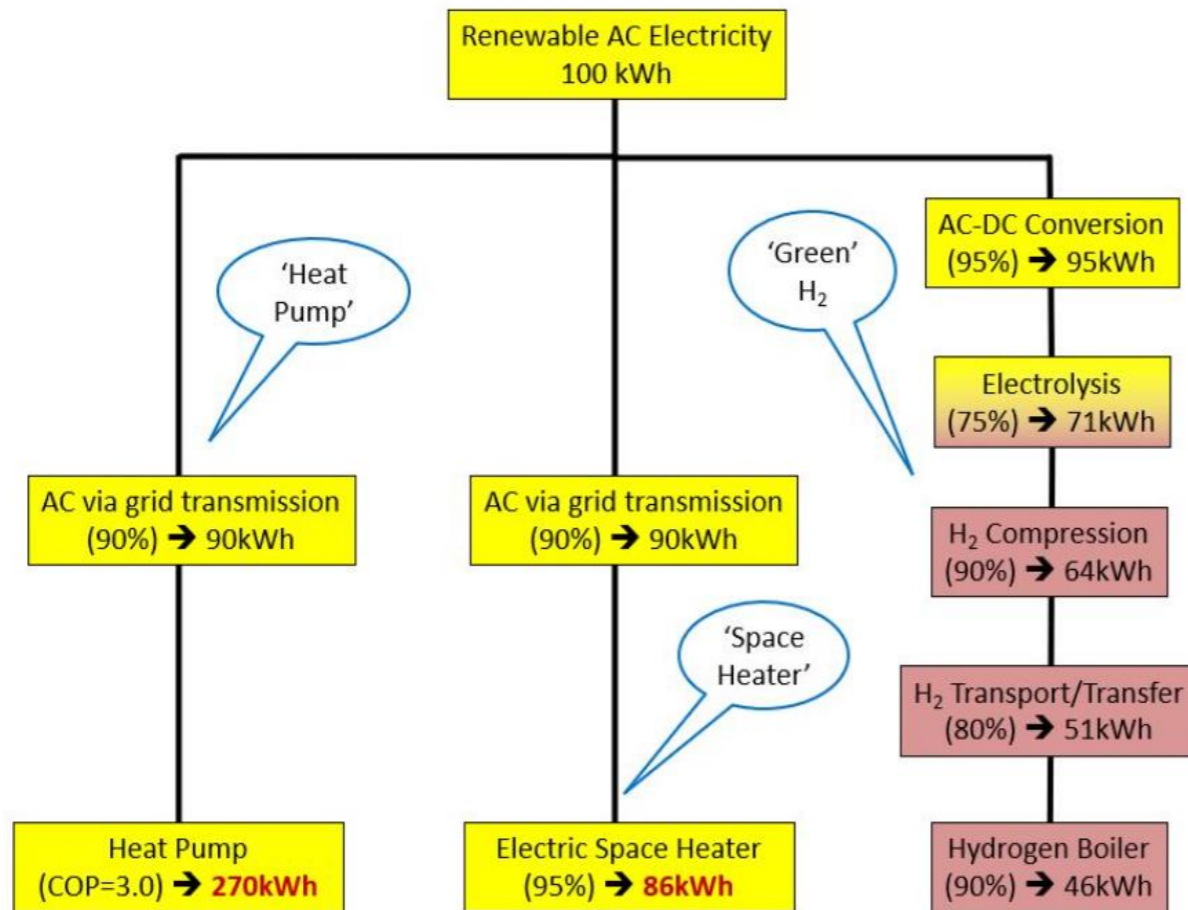 Renewable AC Electricity
100 kWh
'Heat
Pump'
AC via grid transmission
(90%) ➔ 90kWh
Heat Pump
(COP=3.0) ➔ 270kWh
AC via grid transmission
(90%) ➔ 90kWh
'Space
Heater'
Electric Space Heater
(95%) ➔ 86kWh
AC-DC Conversion
(95%) ➔ 95kWh
'Green'
H₂
Electrolysis
(75%) ➔ 71kWh
H₂ Compression
(90%) ➔ 64kWh
H₂ Transport/Transfer
(80%) ➔ 51kWh
Hydrogen Boiler
(90%) ➔ 46kWh